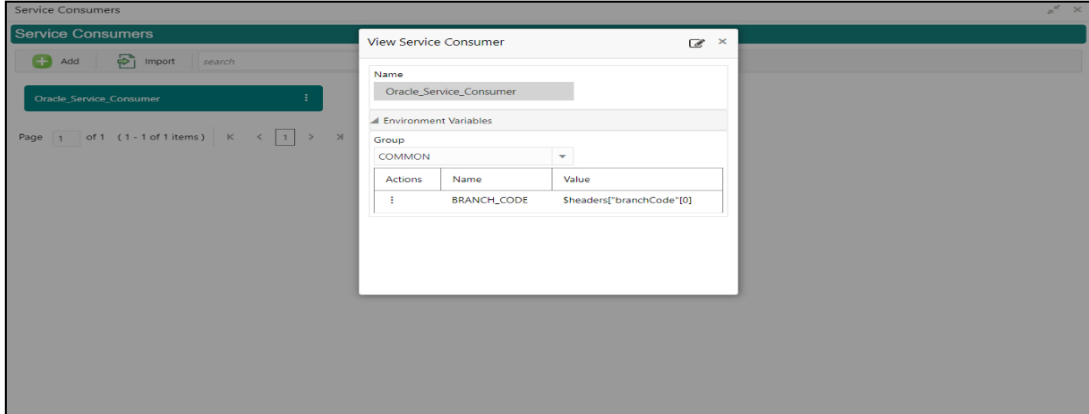 Service Consumers
Service Consumers
Add Import search
Oracle_Service_Consumer
Page 1 of 1 (1 - 1 of 1 items) K < 1 > >|
View Service Consumer
Name
Oracle_Service_Consumer
Environment Variables
Group
COMMON
Actions Name Value
BRANCH_CODE $headers["branchCode"[0]